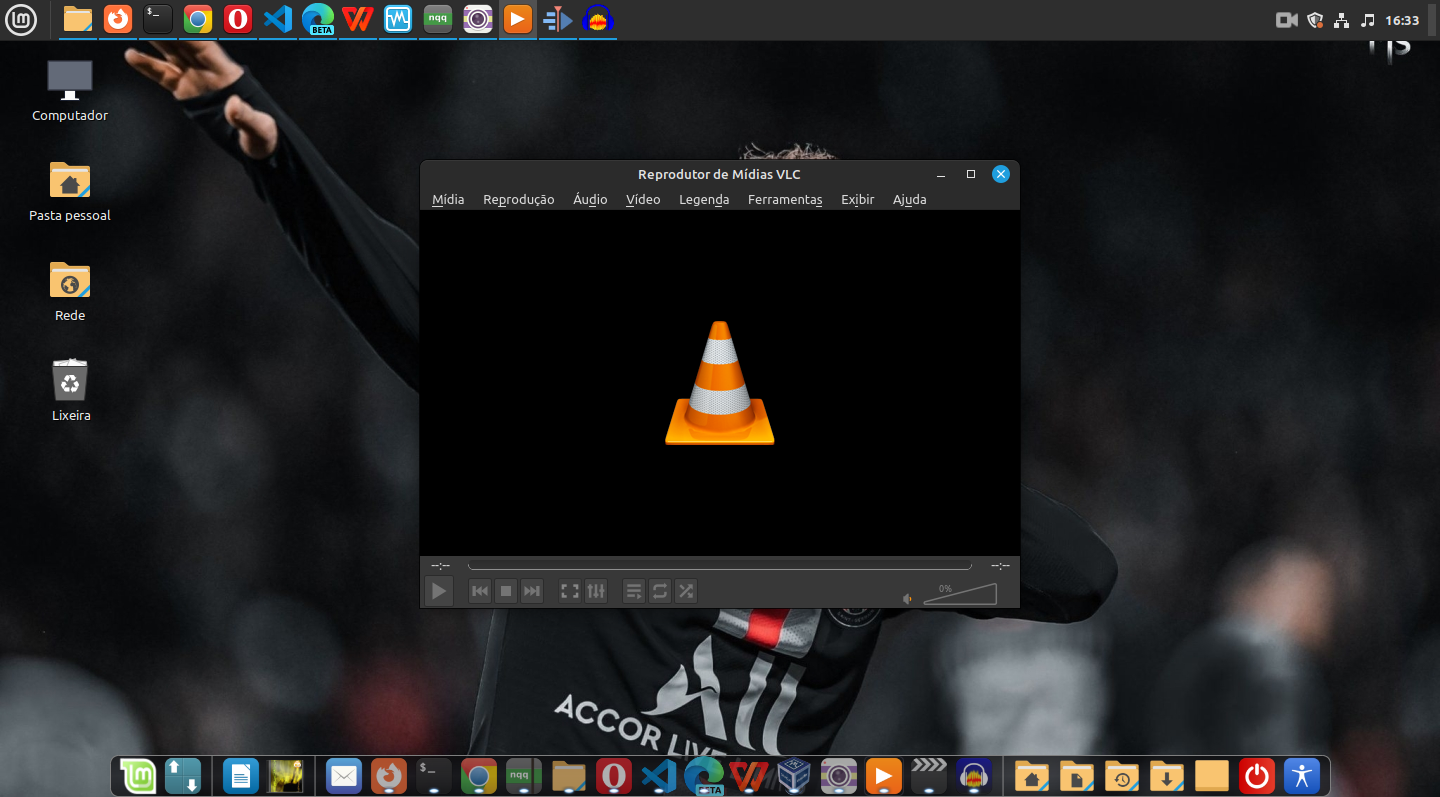 $_
BETA
nqq
16:33
Computador
Pasta pessoal
Rede
Lixeira
Reprodutor de Mídias VLC
Mídia Reprodução Áudio Vídeo Legenda Ferramentas Exibir Ajuda
--:-- --:--
0%
ACCOR LIVE
$_
nqq
BETA